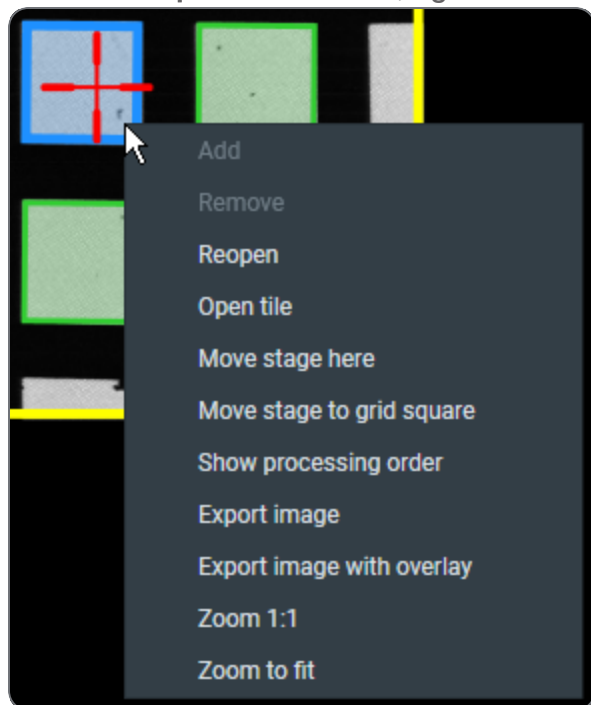 Add
Remove
Reopen
Open tile
Move stage here
Move stage to grid square
Show processing order
Export image
Export image with overlay
Zoom 1:1
Zoom to fit